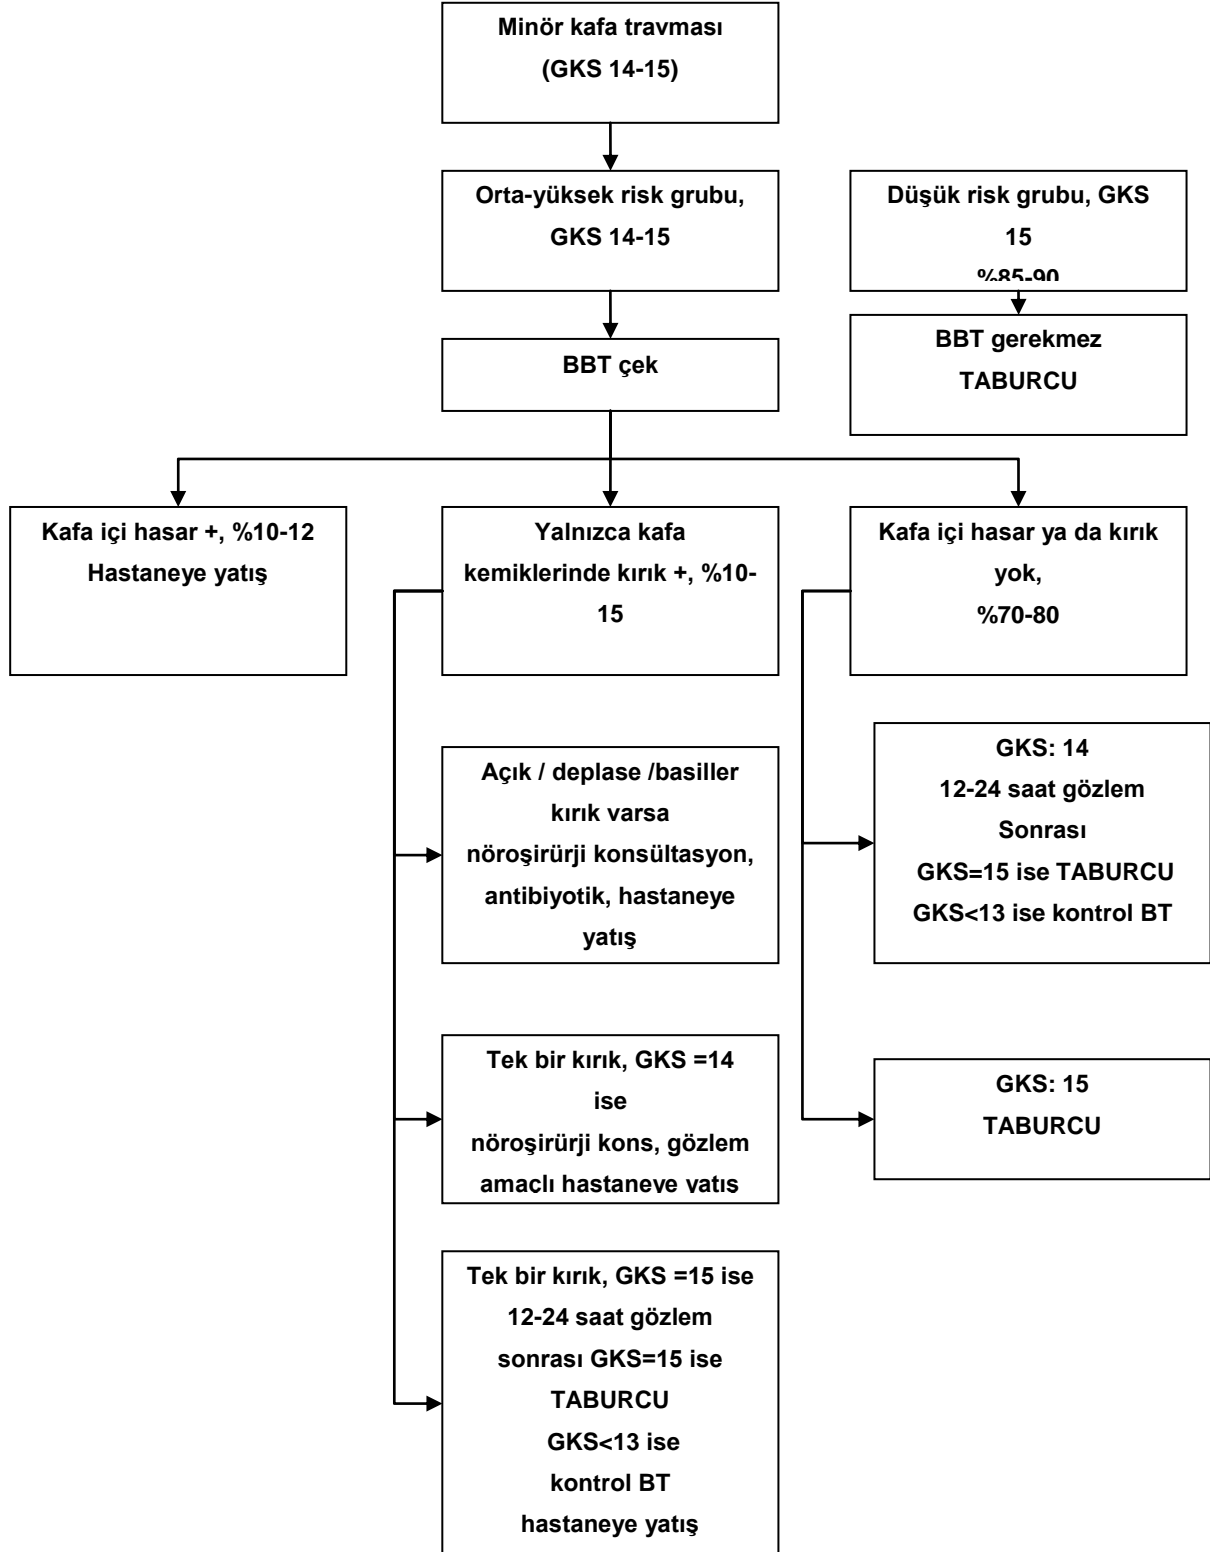 Minör kafa travması
(GKS 14-15)
Orta-yüksek risk grubu,
GKS 14-15
Düşük risk grubu, GKS
15
%85-90
BBT çek
BBT gerekmez
TABURCU
Kafa içi hasar +, %10-12
Hastaneye yatış
Yalnızca kafa
kemiklerinde kırık +, %10-
15
Kafa içi hasar ya da kırık
yok,
%70-80
Açık / deplase /basiller
kırık varsa
nöroşirürji konsültasyon,
antibiyotik, hastaneye
yatış
GKS: 14
12-24 saat gözlem
Sonrası
GKS=15 ise TABURCU
GKS<13 ise kontrol BT
Tek bir kırık, GKS =14
ise
nöroşirürji kons, gözlem
amaçlı hastaneye yatış
GKS: 15
TABURCU
Tek bir kırık, GKS =15 ise
12-24 saat gözlem
sonrası GKS=15 ise
TABURCU
GKS<13 ise
kontrol BT
hastaneye yatış